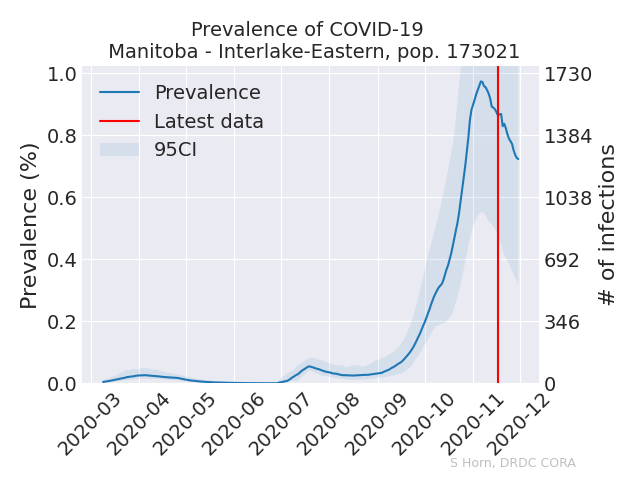 Prevalence of COVID-19
Manitoba - Interlake-Eastern, pop. 173021
Prevalence
Latest data
95CI
Prevalence (%)
1.0
0.8
0.6
0.4
0.2
0.0
1730
1384
1038
692
346
0
# of infections
2020-03
2020-04
2020-05
2020-06
2020-07
2020-08
2020-09
2020-10
2020-11
2020-12
S Horn, DRDC CORA